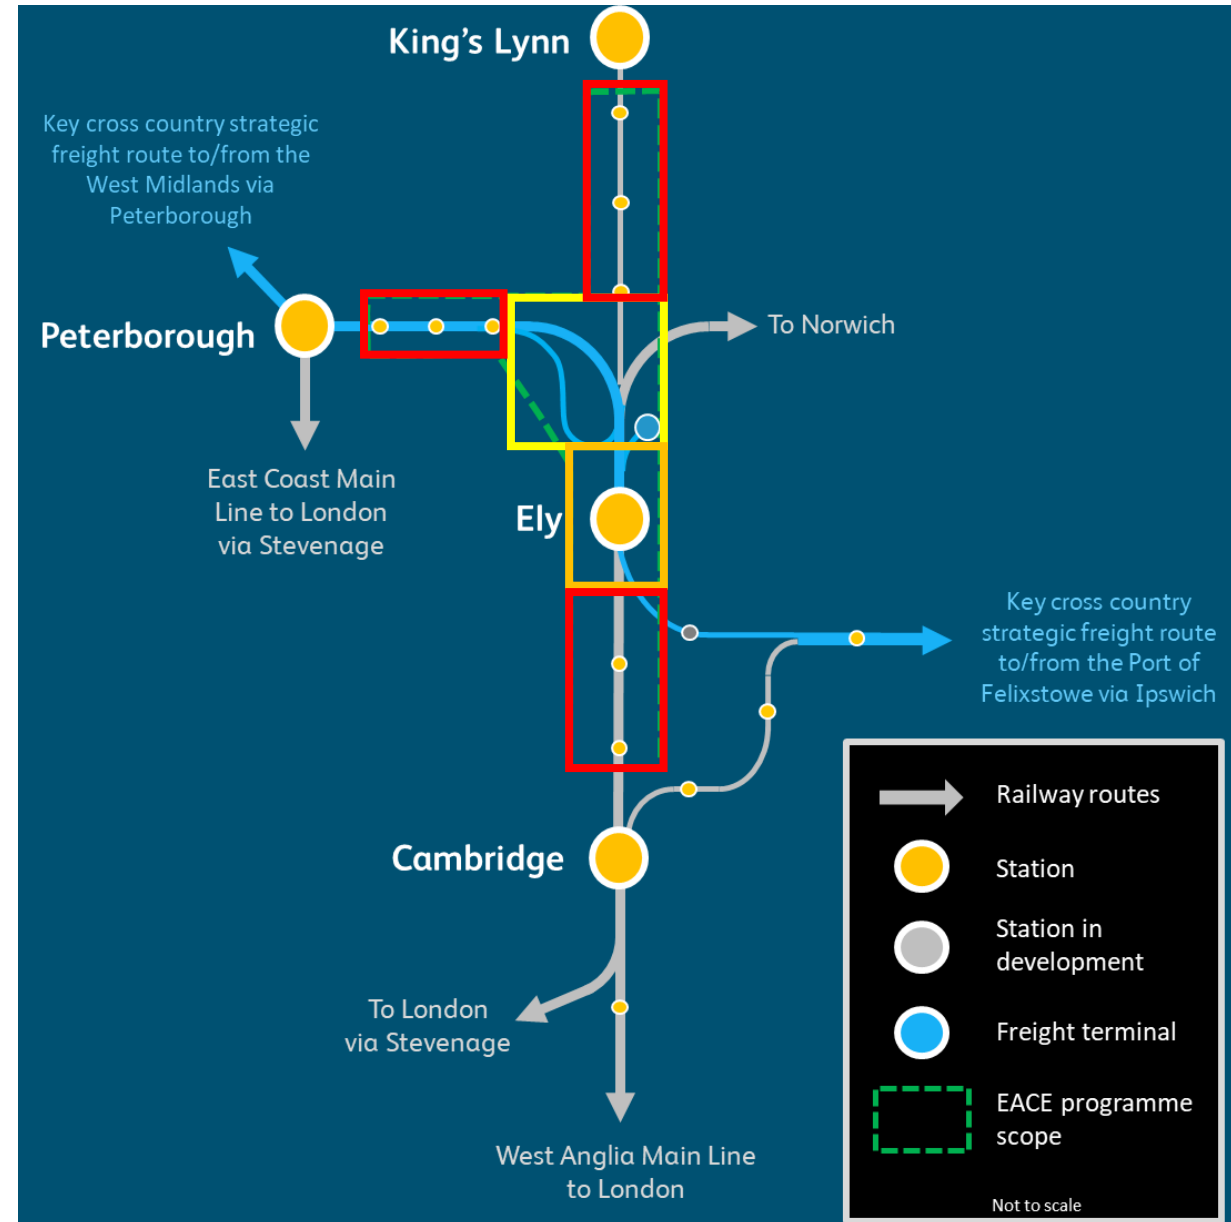 King's Lynn
Key cross country strategic
freight route to/from the
West Midlands via
Peterborough
Peterborough
To Norwich
East Coast Main
Line to London
via Stevenage
Ely
Key cross country
strategic freight route
to/from the Port of
Felixstowe via Ipswich
Cambridge
To London
via Stevenage
West Anglia Main Line
to London
Railway routes
Station
Station in
development
Freight terminal
EACE programme
scope
Not to scale